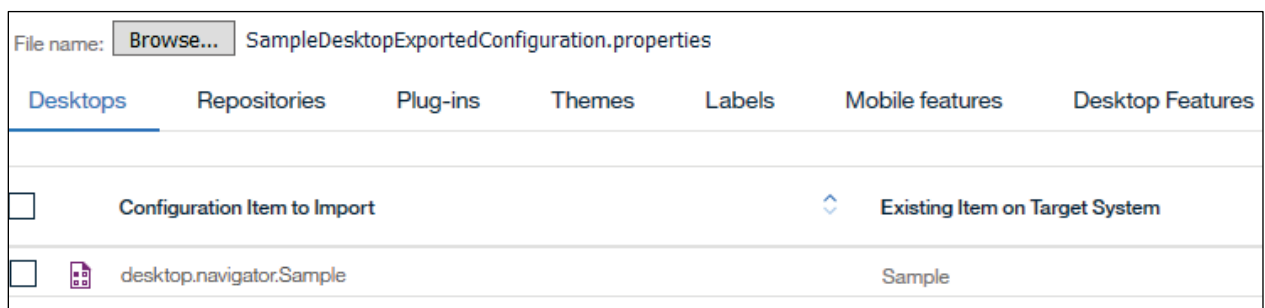 File name: Browse... SampleDesktopExportedConfiguration.properties
Desktops Repositories Plug-ins Themes Labels Mobile features Desktop Features
Configuration Item to Import Existing Item on Target System
desktop.navigator.Sample Sample